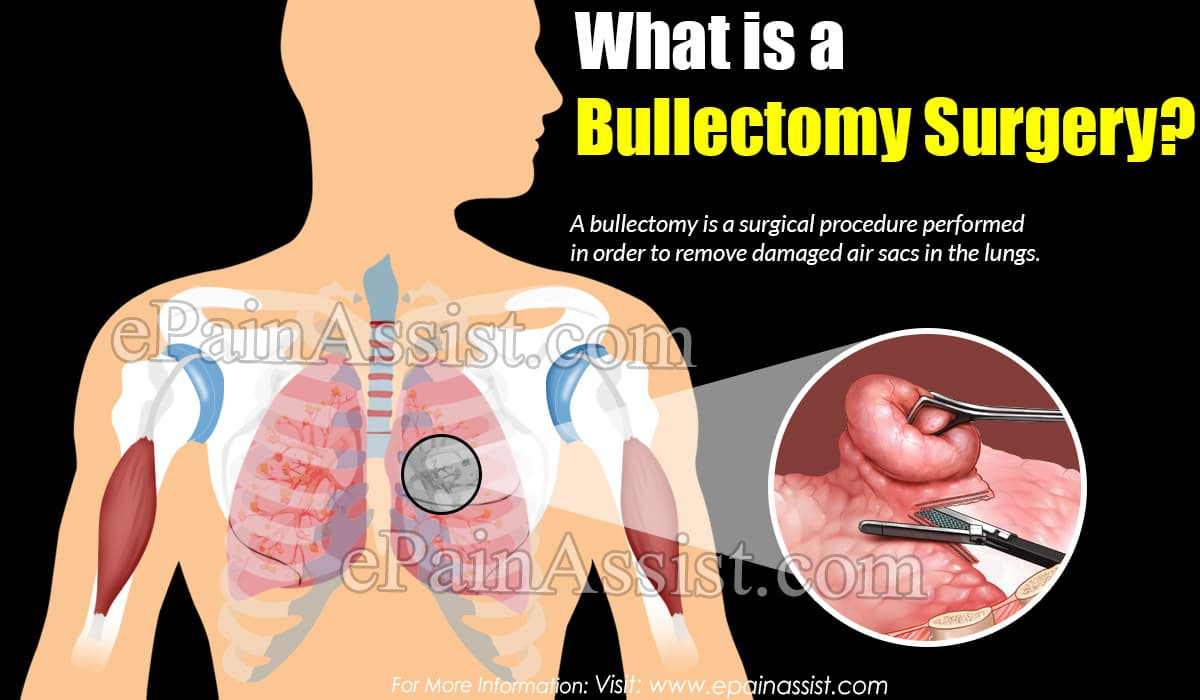 What is a
Bullectomy Surgery?
A bullectomy is a surgical procedure performed
in order to remove damaged air sacs in the lungs.
ePainAssist.com
ePainAssist.com
For More Information: Visit: www.epainassist.com